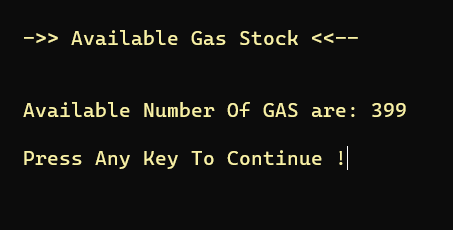 ->> Available Gas Stock <<--
Available Number Of GAS are: 399
Press Any Key To Continue !